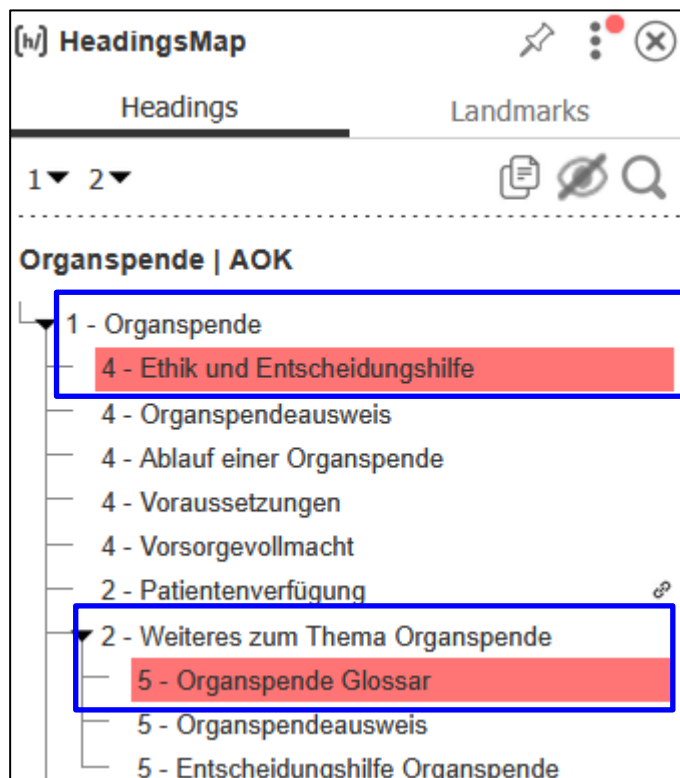 [h/] HeadingsMap
Headings Landmarks
1 2
Organspende | AOK
1 - Organspende
4 - Ethik und Entscheidungshilfe
4 - Organspendeausweis
4 - Ablauf einer Organspende
4 - Voraussetzungen
4 - Vorsorgevollmacht
2 - Patientenverfügung
2 - Weiteres zum Thema Organspende
5 - Organspende Glossar
5 - Organspendeausweis
5 - Entscheidungshilfe Organspende